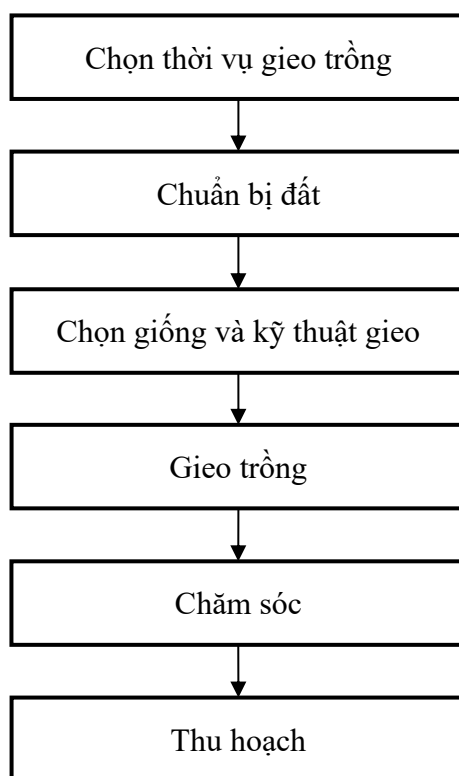 Chọn thời vụ gieo trồng
Chuẩn bị đất
Chọn giống và kỹ thuật gieo
Gieo trồng
Chăm sóc
Thu hoạch